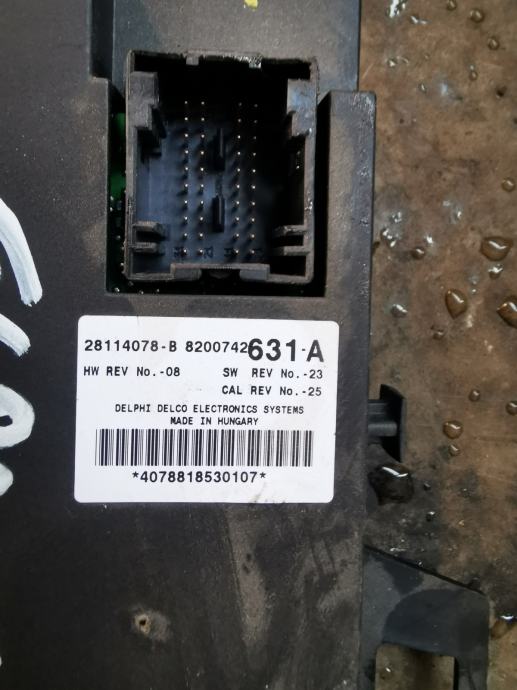 28114078-B 8200742631-A
HW REV No.-08 SW REV No.-23
CAL REV No.-25
DELPHI DELCO ELECTRONICS SYSTEMS
MADE IN HUNGARY
*4078818530107*